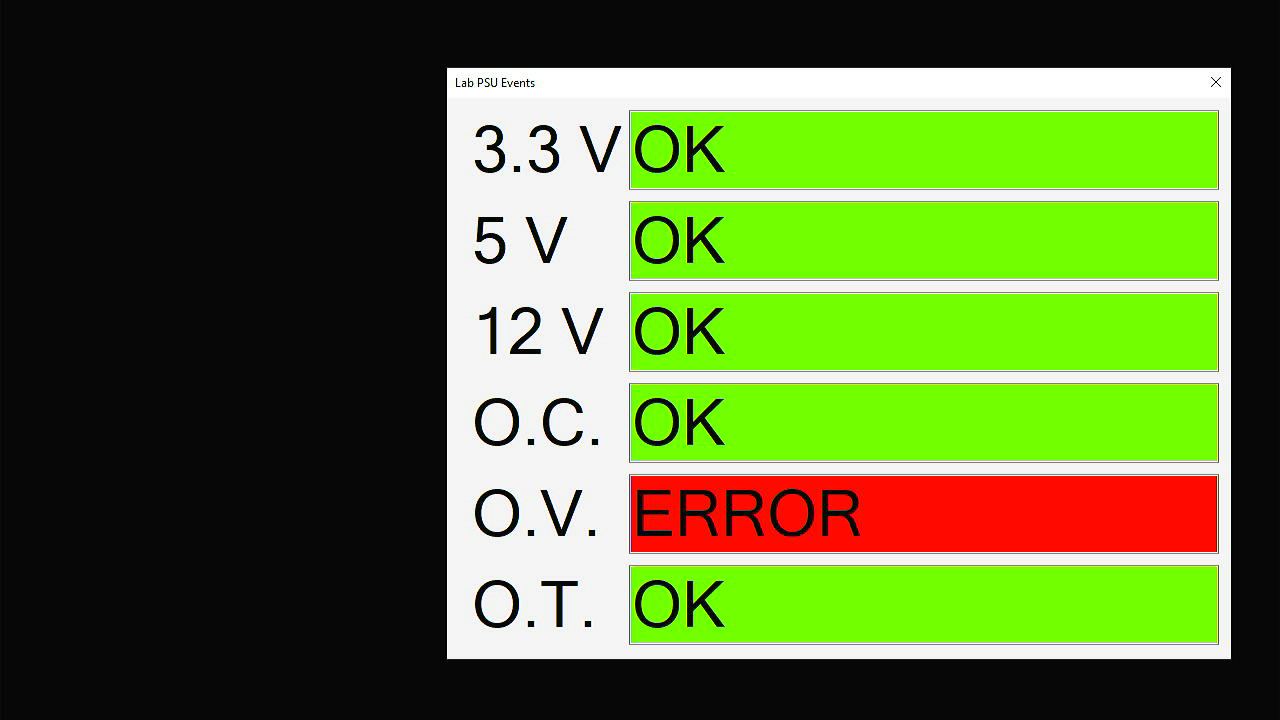 Lab PSU Events
3.3 V OK
5 V OK
12 V OK
O.C. OK
O.V. ERROR
O.T. OK